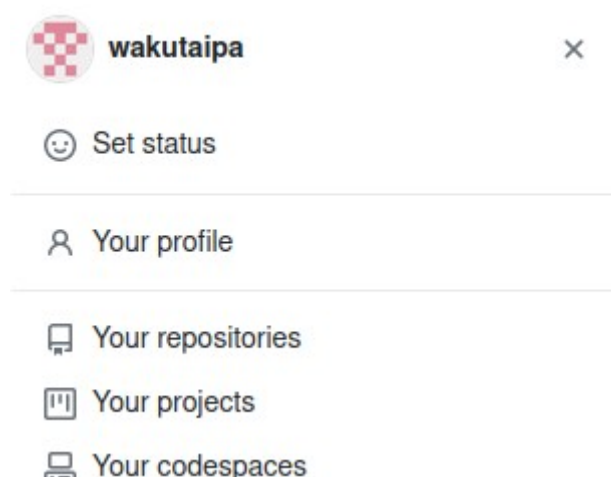 wakutaipa
Set status
Your profile
Your repositories
Your projects
Your codespaces